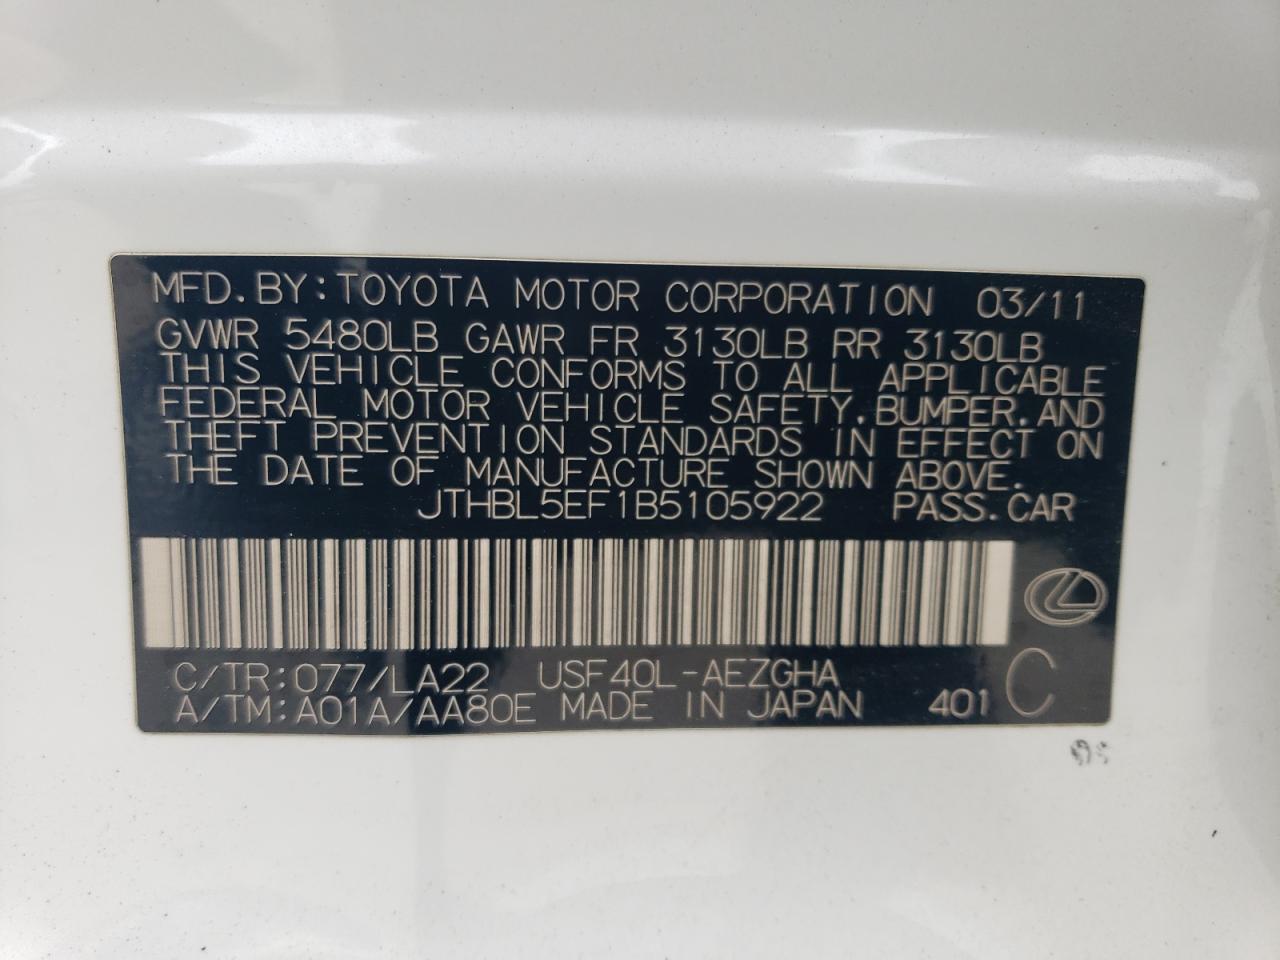 MFD.BY:TOYOTA MOTOR CORPORATION 03/11
GVWR 5480LB GAWR FR 3130LB RR 3130LB
THIS VEHICLE CONFORMS TO ALL APPLICABLE
FEDERAL MOTOR VEHICLE SAFETY.BUMPER.AND
THEFT PREVENTION STANDARDS IN EFFECT ON
THE DATE OF MANUFACTURE SHOWN ABOVE.
JTHBL5EF1B5105922 PASS.CAR
C/TR:077/LA22 USF40L-AEZGHA
A/TM:A01A/AA80E MADE IN JAPAN 401 C